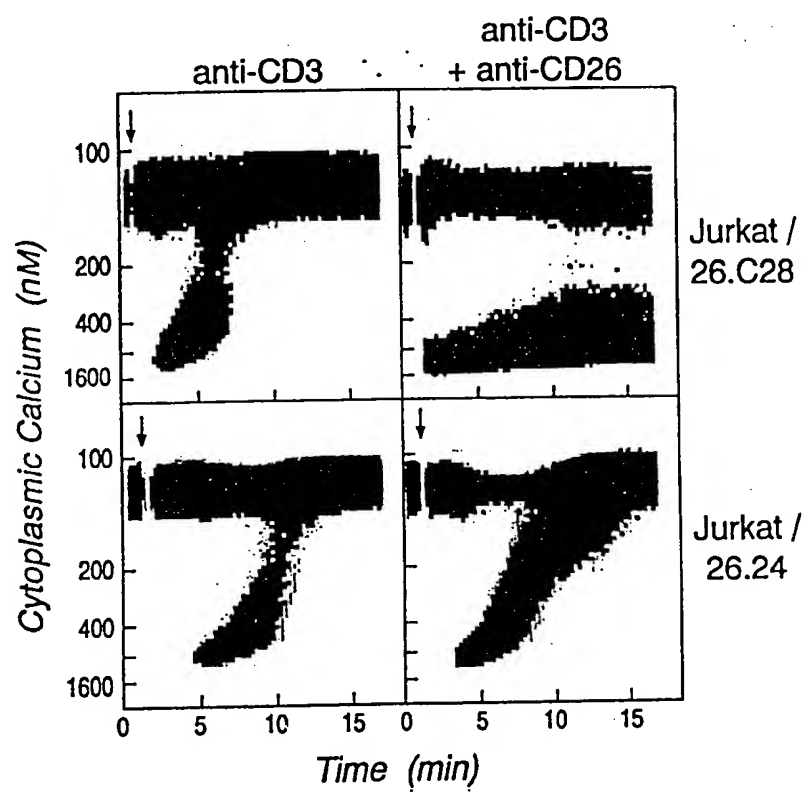 anti-CD3
anti-CD3
+ anti-CD26
100
200
400
1600
Jurkat /
26.C28
100
200
400
1600
Jurkat /
26.24
0
5
10
15
0
5
10
15
Cytoplasmic Calcium (nM)
Time (min)